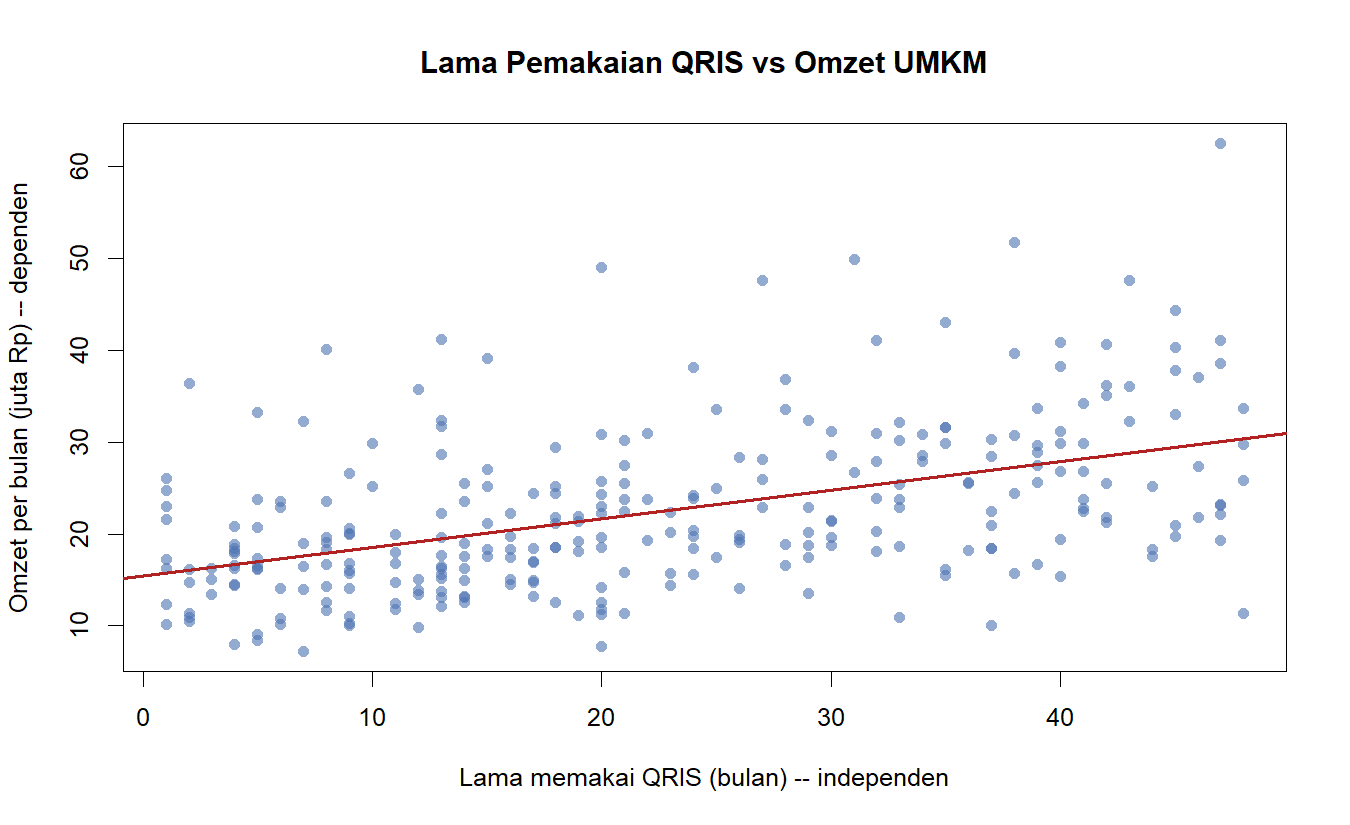 Lama Pemakaian QRIS vs Omzet UMKM
Omzet per bulan (juta Rp) -- dependen
60
50
40
30
20
10
0 10 20 30 40
Lama memakai QRIS (bulan) -- independen